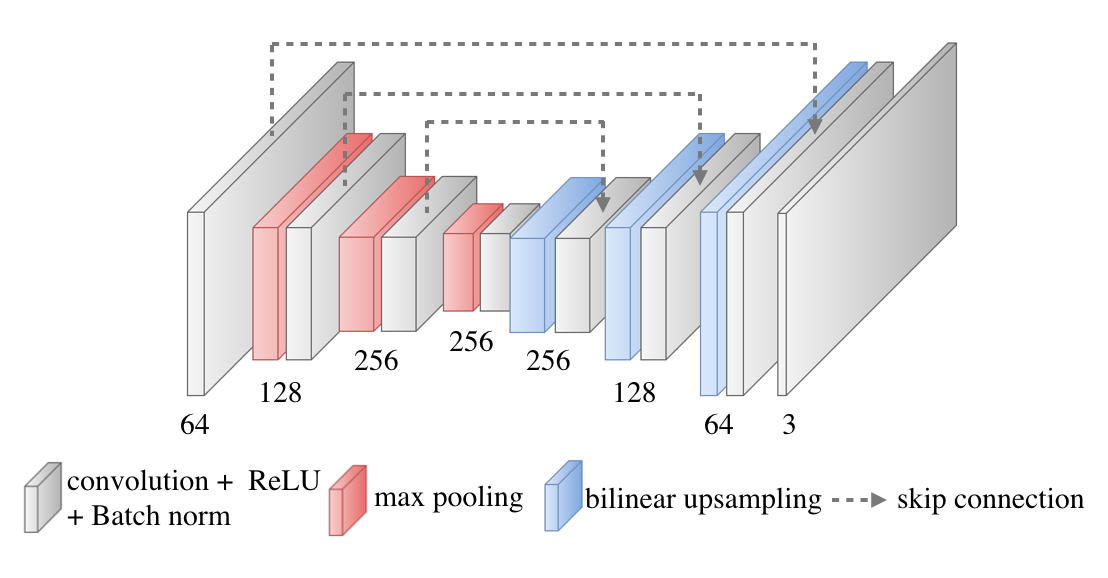 64
128
256
256
256
128
64
3
convolution + ReLU
+ Batch norm
max pooling
bilinear upsampling
skip connection